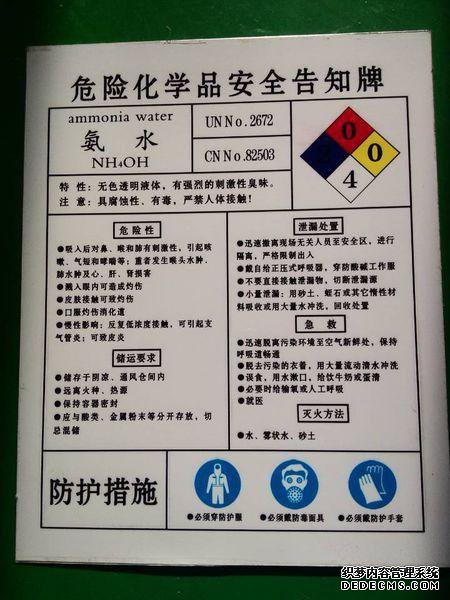 危险化学品安全告知牌
ammonia water
氨 水
NH4OH
UN No. 2672
CN No. 82503
0
0
4
特 性：无色透明液体，有强烈的刺激性臭味。
注 意：具腐蚀性、有毒，严禁人体接触！
危 险 性
●吸入后对鼻、喉和肺有刺激性，引起咳
嗽、气短和哮喘等；重者发生喉头水肿、
肺水肿及心、肝、肾损害
●溅入眼内可造成灼伤
●皮肤接触可致灼伤
●口服灼伤消化道
●慢性影响：反复低浓度接触，可引起支
气管炎；可致皮炎
储运要求
●储存于阴凉、通风仓间内
●远离火种、热源
●保持容器密封
●应与酸类、金属粉末等分开存放，切
忌混储
泄漏处置
●迅速撤离现场无关人员至安全区，进行
隔离，严格限制出入
●戴自给正压式呼吸器，穿防酸碱工作服
●不要直接接触泄漏物，切断泄漏源
●小量泄漏：用砂土、蛭石或其它惰性材
料吸收或用大量水冲洗，回收处置
急 救
●迅速脱离污染环境至空气新鲜处，保持
呼吸道畅通
●脱去污染的衣着，用大量流动清水冲洗
●误食，用水漱口，给饮牛奶或蛋清
●必要时给输氧或人工呼吸
●就医
灭火方法
●水、雾状水、砂土
防护措施
●必须穿防护服
●必须戴防毒面具
●必须戴防护手套
织梦内容管理系统
DEDECMS.COM